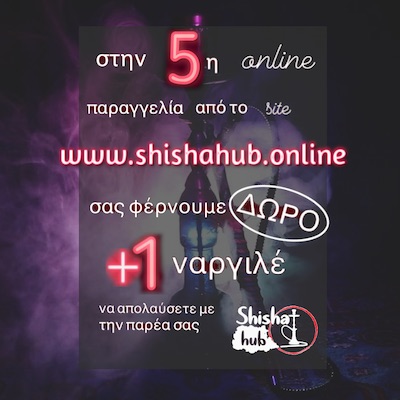 στην 5η online
παραγγελία από το site
www.shishahub.online
σας φέρνουμε ΔΩΡΟ
+1 ναργιλέ
να απολαύσετε με
την παρέα σας
Shisha
hub